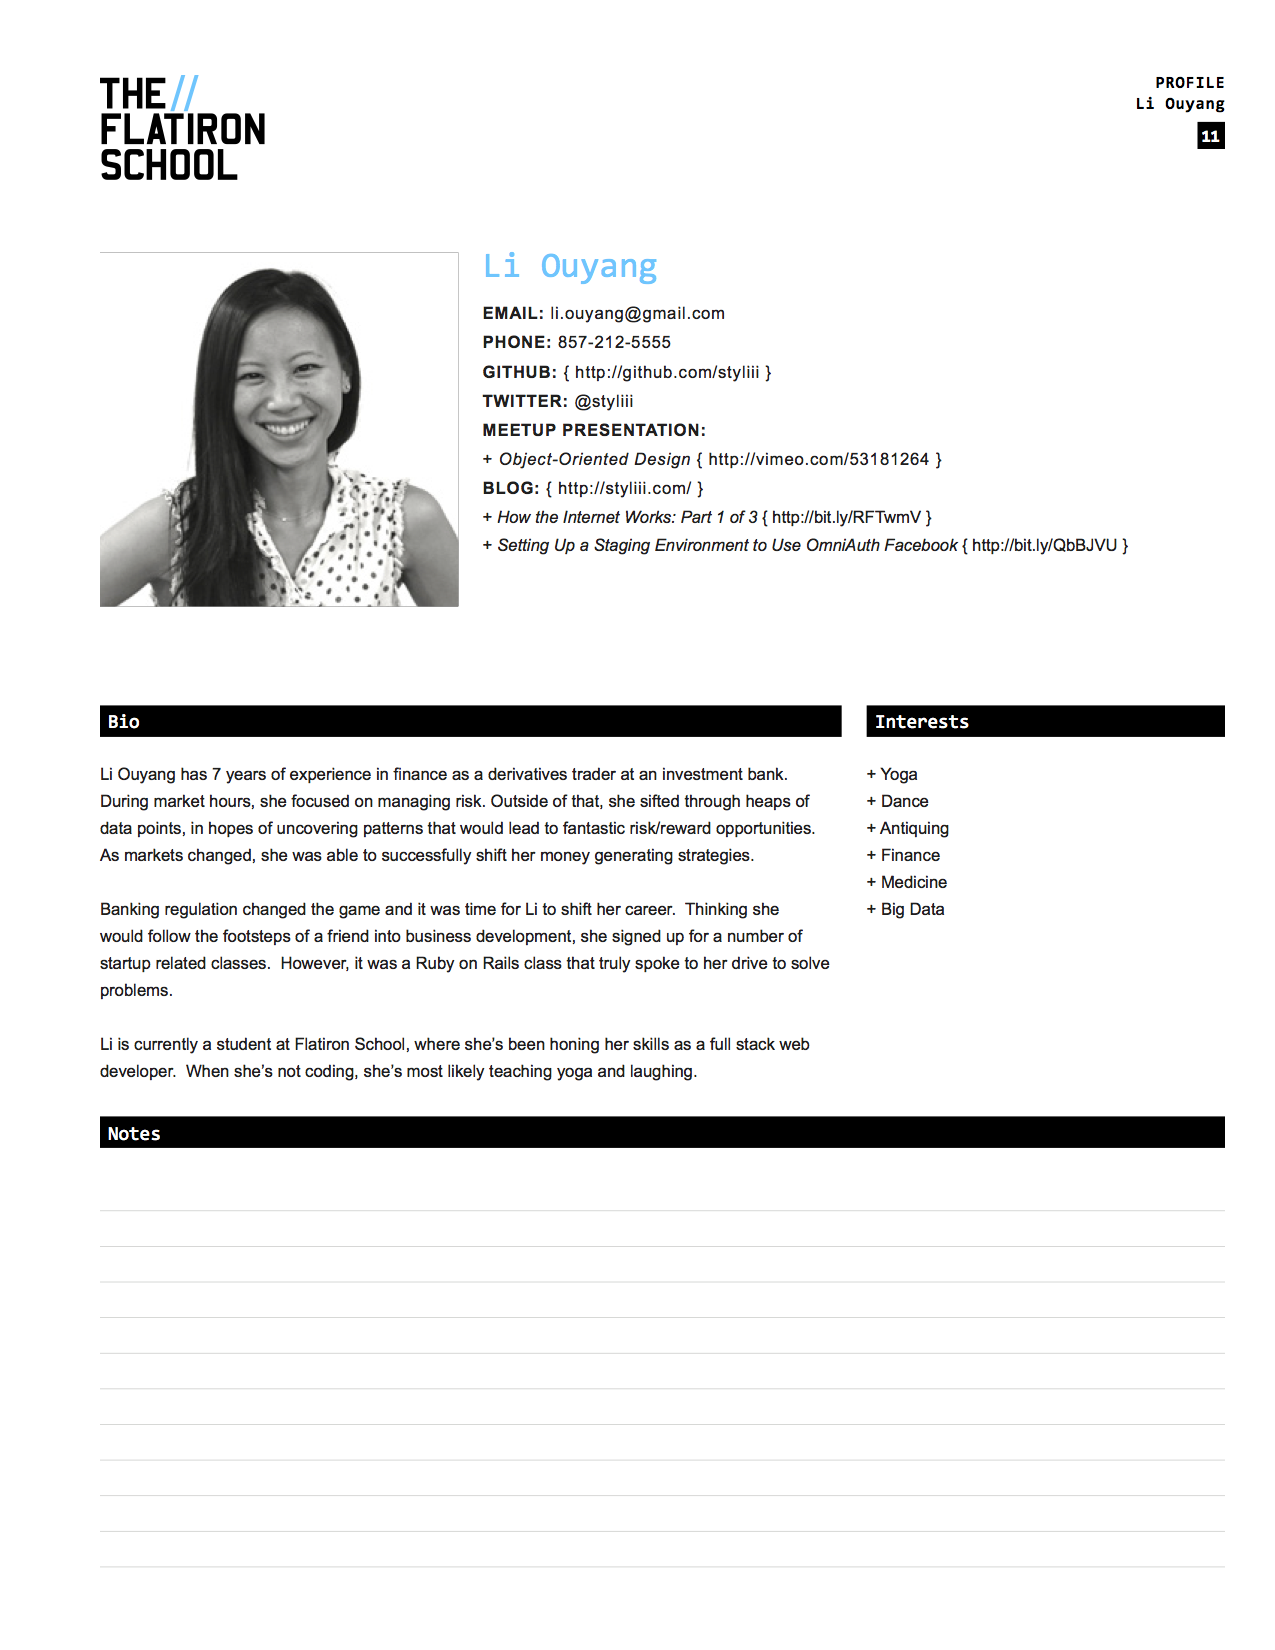 THE//
FLATIRON
SCHOOL
PROFILE
Li Ouyang
11
Li Ouyang
EMAIL: li.ouyang@gmail.com
PHONE: 857-212-5555
GITHUB: { http://github.com/styliii }
TWITTER: @styliii
MEETUP PRESENTATION:
+ Object-Oriented Design { http://vimeo.com/53181264 }
BLOG: { http://styliii.com/ }
+ How the Internet Works: Part 1 of 3 { http://bit.ly/RFTwmV }
+ Setting Up a Staging Environment to Use OmniAuth Facebook { http://bit.ly/QbBJVU }
Bio
Li Ouyang has 7 years of experience in finance as a derivatives trader at an investment bank.
During market hours, she focused on managing risk. Outside of that, she sifted through heaps of
data points, in hopes of uncovering patterns that would lead to fantastic risk/reward opportunities.
As markets changed, she was able to successfully shift her money generating strategies.
Banking regulation changed the game and it was time for Li to shift her career.  Thinking she
would follow the footsteps of a friend into business development, she signed up for a number of
startup related classes.  However, it was a Ruby on Rails class that truly spoke to her drive to solve
problems.
Li is currently a student at Flatiron School, where she’s been honing her skills as a full stack web
developer.  When she’s not coding, she’s most likely teaching yoga and laughing.
Interests
+ Yoga
+ Dance
+ Antiquing
+ Finance
+ Medicine
+ Big Data
Notes